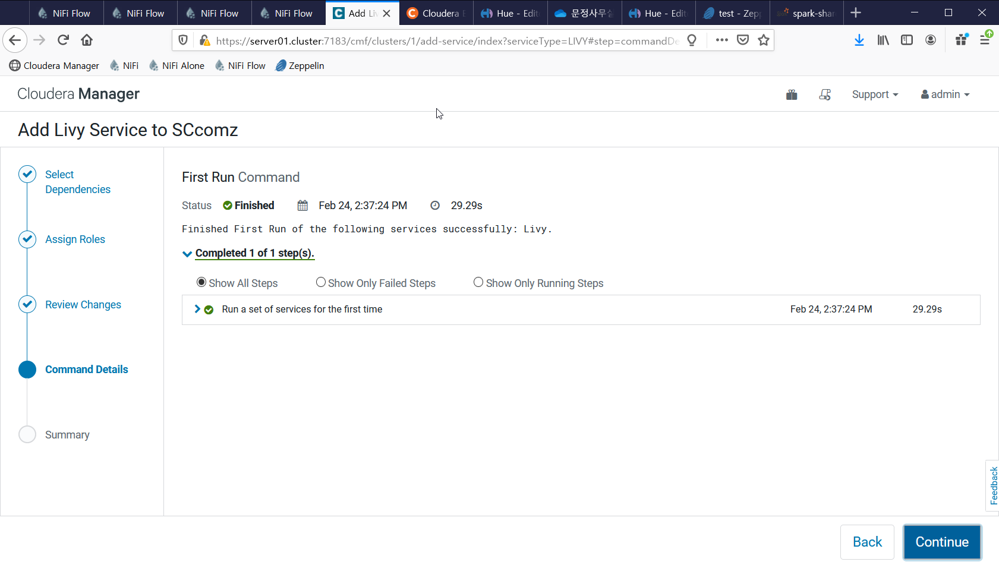 NiFi Flow NiFi Flow NiFi Flow NiFi Flow Add Li Cloudera Hue - Edit 문정사무실 Hue - Edit test - Zepp spark-shar
https://server01.cluster:7183/cmf/clusters/1/add-service/index?serviceType=LIVY#step=commandDe
Cloudera Manager NiFi NiFi Alone NiFi Flow Zeppelin
Cloudera Manager Support admin
Add Livy Service to SCcomz
Select
Dependencies
Assign Roles
Review Changes
Command Details
Summary
First Run Command
Status Finished Feb 24, 2:37:24 PM 29.29s
Finished First Run of the following services successfully: Livy.
Completed 1 of 1 step(s).
Show All Steps Show Only Failed Steps Show Only Running Steps
Run a set of services for the first time Feb 24, 2:37:24 PM 29.29s
Feedback
Back Continue